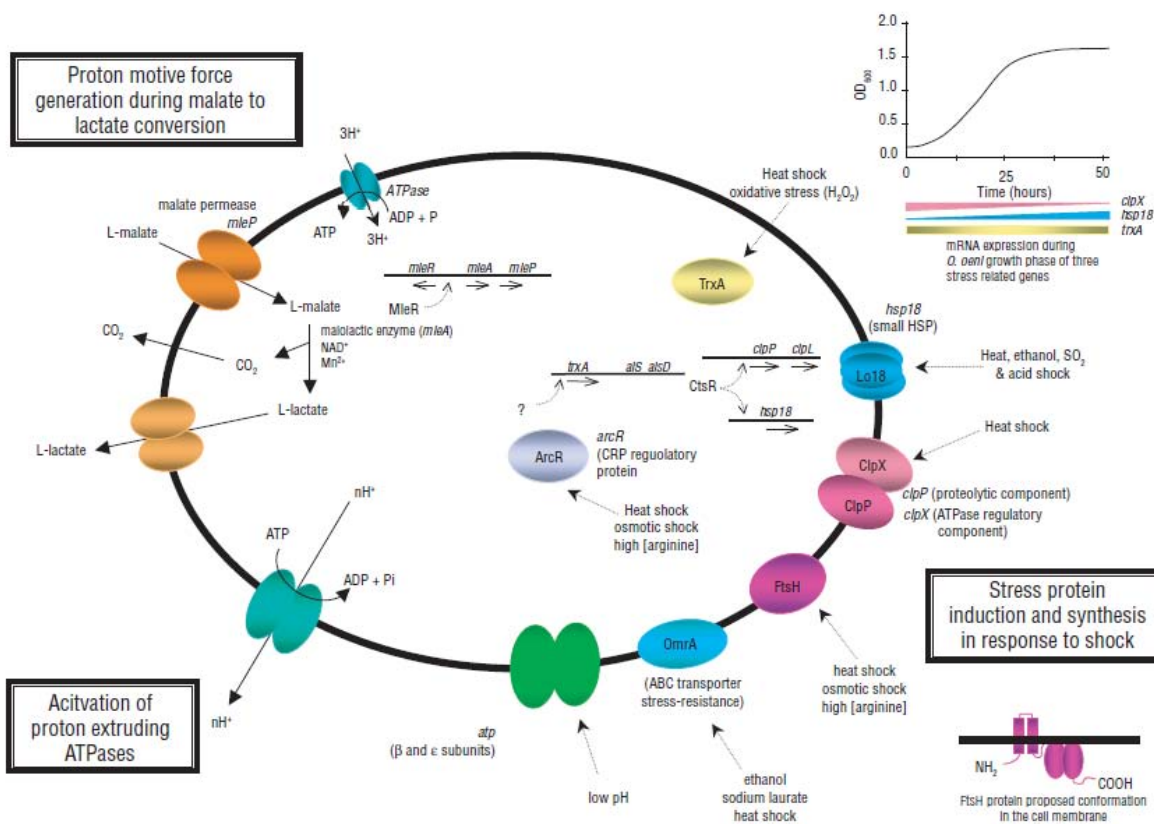 Proton motive force
generation during malate to
lactate conversion
2.0
1.5
1.0
0.5
0.0
OD600
0
25
50
Time (hours)
clpX
hsp18
trxA
mRNA expression during
O. oenI growth phase of three
stress related genes
3H⁺
ATPase
ADP + P
ATP
3H⁺
malate permease
mleP
L-malate
L-malate
malolactic enzyme (mleA)
NAD⁺
Mn²⁺
CO₂
CO₂
L-lactate
L-lactate
mleR mleA mleP
MleR
Heat shock
oxidative stress (H₂O₂)
TrxA
hsp18
(small HSP)
Lo18
Heat, ethanol, SO₂
& acid shock
clpP clpL
trxA alS alsD
CtsR
?
hsp18
ArcR
arcR
(CRP reguolatory
protein
Heat shock
osmotic shock
high [arginine]
Heat shock
ClpX
ClpP
clpP (proteolytic component)
clpX (ATPase regulatory
component)
nH⁺
ATP
ADP + Pi
nH⁺
FtsH
heat shock
osmotic shock
high [arginine]
Stress protein
induction and synthesis
in response to shock
OmrA
(ABC transporter
stress-resistance)
ethanol
sodium laurate
heat shock
Acitvation of
proton extruding
ATPases
atp
(β and ε subunits)
low pH
NH₂
COOH
FtsH protein proposed conformation
in the cell membrane